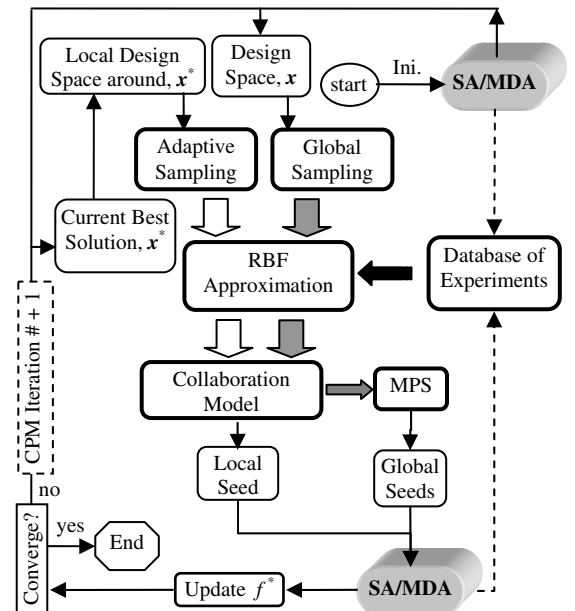 Local Design
Space around, x*
Design
Space, x
start
Ini.
SA/MDA
Adaptive
Sampling
Global
Sampling
Current Best
Solution, x*
RBF
Approximation
Database of
Experiments
CPM Iteration # + 1
Collaboration
Model
MPS
Local
Seed
Global
Seeds
no
Converge?
yes
End
Update f*
SA/MDA